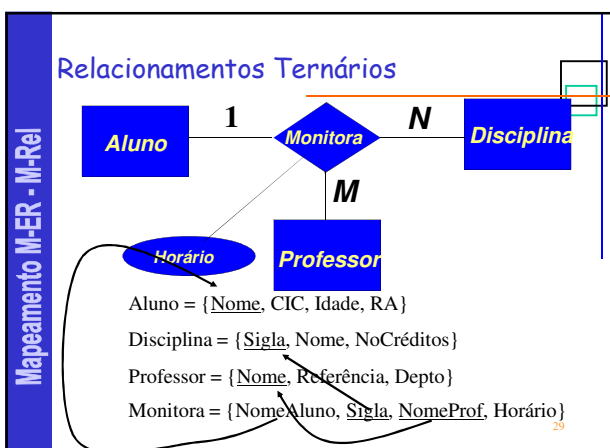 Mapeamento M-ER - M-Rel
Relacionamentos Ternários
Aluno
1
Monitora
N
Disciplina
M
Horário
Professor
Aluno = {Nome, CIC, Idade, RA}
Disciplina = {Sigla, Nome, NoCréditos}
Professor = {Nome, Referência, Depto}
Monitora = {NomeAluno, Sigla, NomeProf, Horário}
29